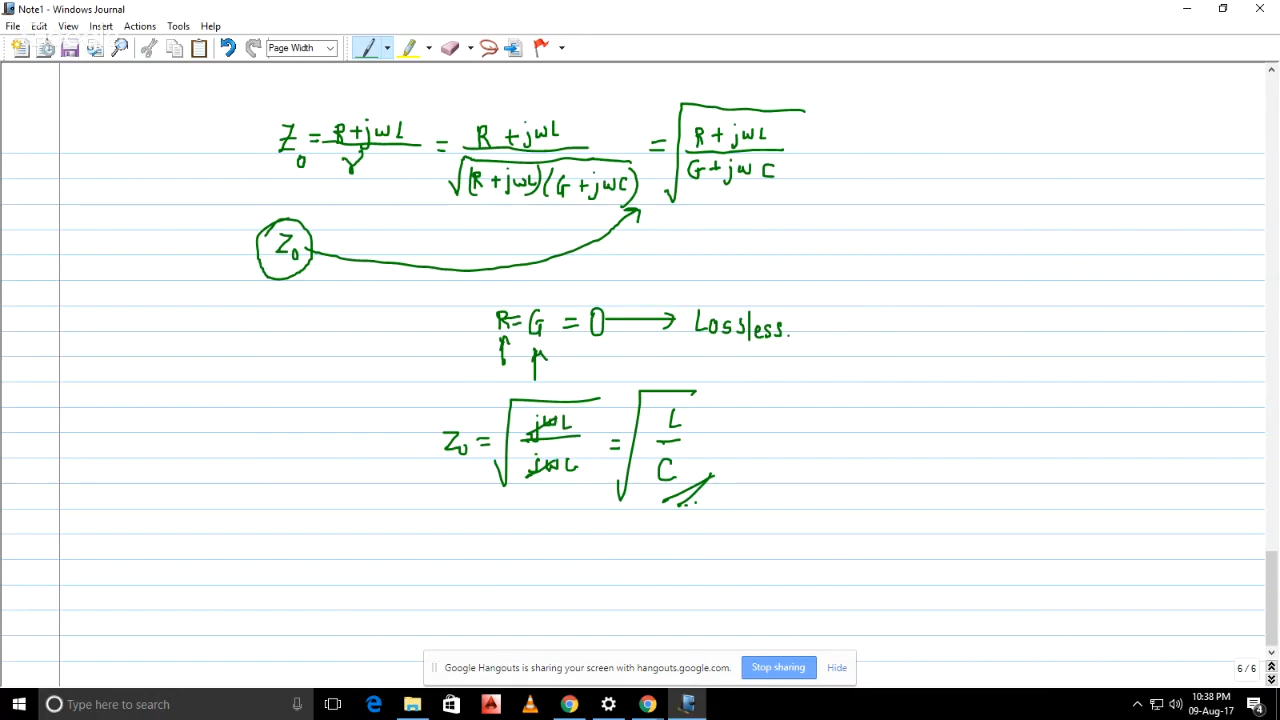 Note1 - Windows Journal
File Edit View Insert Actions Tools Help
Page Width
Z₀ = R+jωL / γ = R+jωL / √(R+jωL)(G+jωC) = √ R+jωL / G+jωC
Z₀
R = G = 0 → Lossless.
Z₀ = √ jωL / jωC = √ L / C
Google Hangouts is sharing your screen with hangouts.google.com. Stop sharing Hide
6 / 6
Type here to search
10:38 PM
09-Aug-17
4